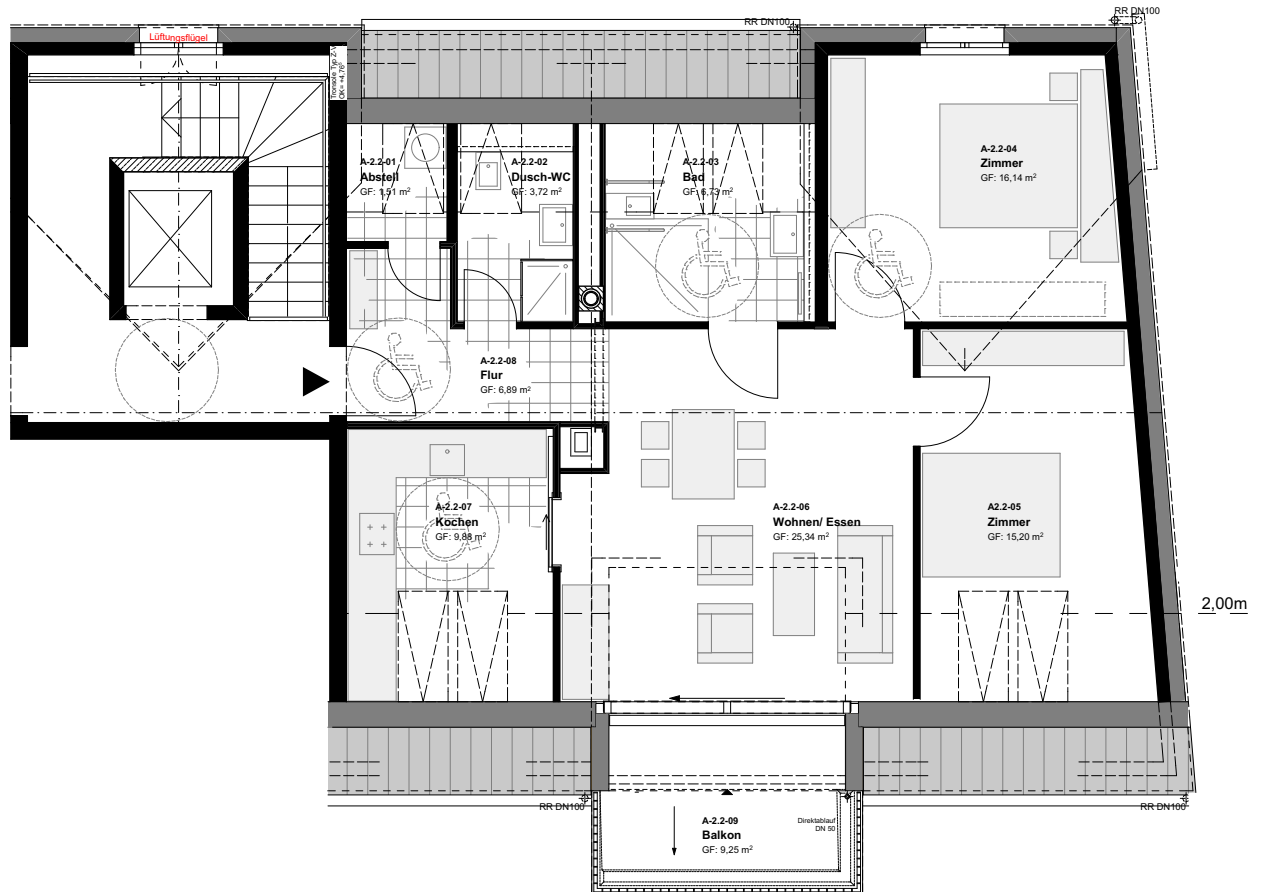 RR DN100
RR DN100
Lüftungsflügel
A-2.2-01
Abstell
GF: 1,51 m²
A-2.2-02
Dusch-WC
GF: 3,72 m²
A-2.2-03
Bad
GF: 6,73 m²
A-2.2-04
Zimmer
GF: 16,14 m²
A-2.2-08
Flur
GF: 6,89 m²
A-2.2-07
Kochen
GF: 9,88 m²
A-2.2-06
Wohnen/ Essen
GF: 25,34 m²
A2.2-05
Zimmer
GF: 15,20 m²
2,00m
RR DN100
RR DN100
A-2.2-09
Balkon
GF: 9,25 m²
Direktablauf
DN 50